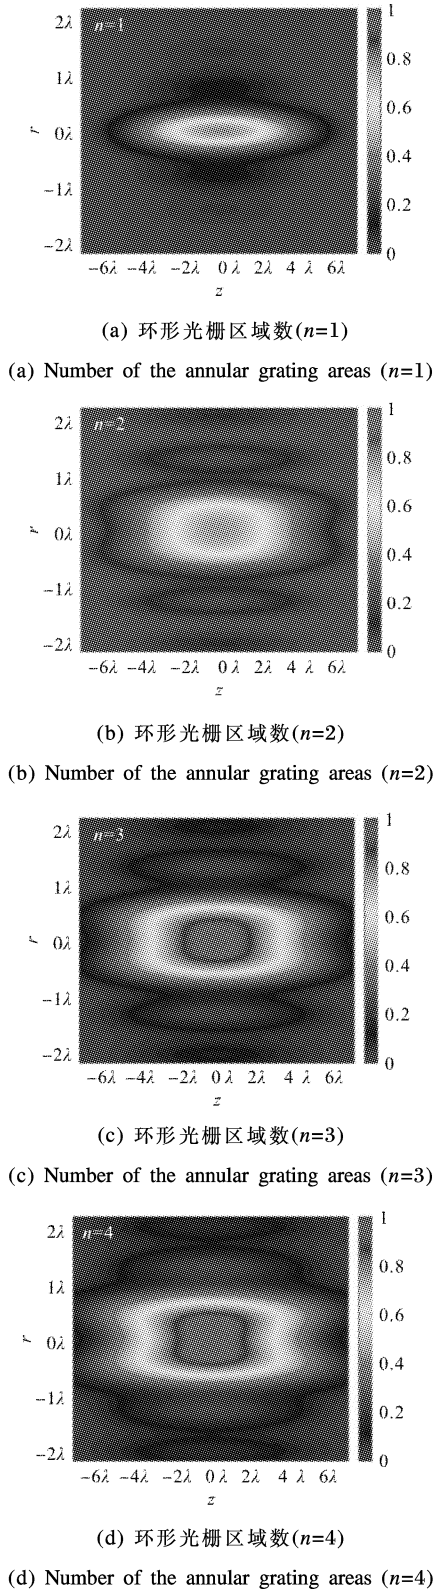 n=1
2λ
1λ
0λ
−1λ
−2λ
r
−6λ −4λ −2λ 0 λ 2λ 4 λ 6λ
z
1
0.8
0.6
0.4
0.2
0
(a) 环形光栅区域数(n=1)
(a) Number of the annular grating areas (n=1)
n=2
2λ
1λ
0λ
−1λ
−2λ
r
−6λ −4λ −2λ 0 λ 2λ 4 λ 6λ
z
1
0.8
0.6
0.4
0.2
0
(b) 环形光栅区域数(n=2)
(b) Number of the annular grating areas (n=2)
n=3
2λ
1λ
0λ
−1λ
−2λ
r
−6λ −4λ −2λ 0 λ 2λ 4 λ 6λ
z
1
0.8
0.6
0.4
0.2
0
(c) 环形光栅区域数(n=3)
(c) Number of the annular grating areas (n=3)
n=4
2λ
1λ
0λ
−1λ
−2λ
r
−6λ −4λ −2λ 0 λ 2λ 4 λ 6λ
z
1
0.8
0.6
0.4
0.2
0
(d) 环形光栅区域数(n=4)
(d) Number of the annular grating areas (n=4)